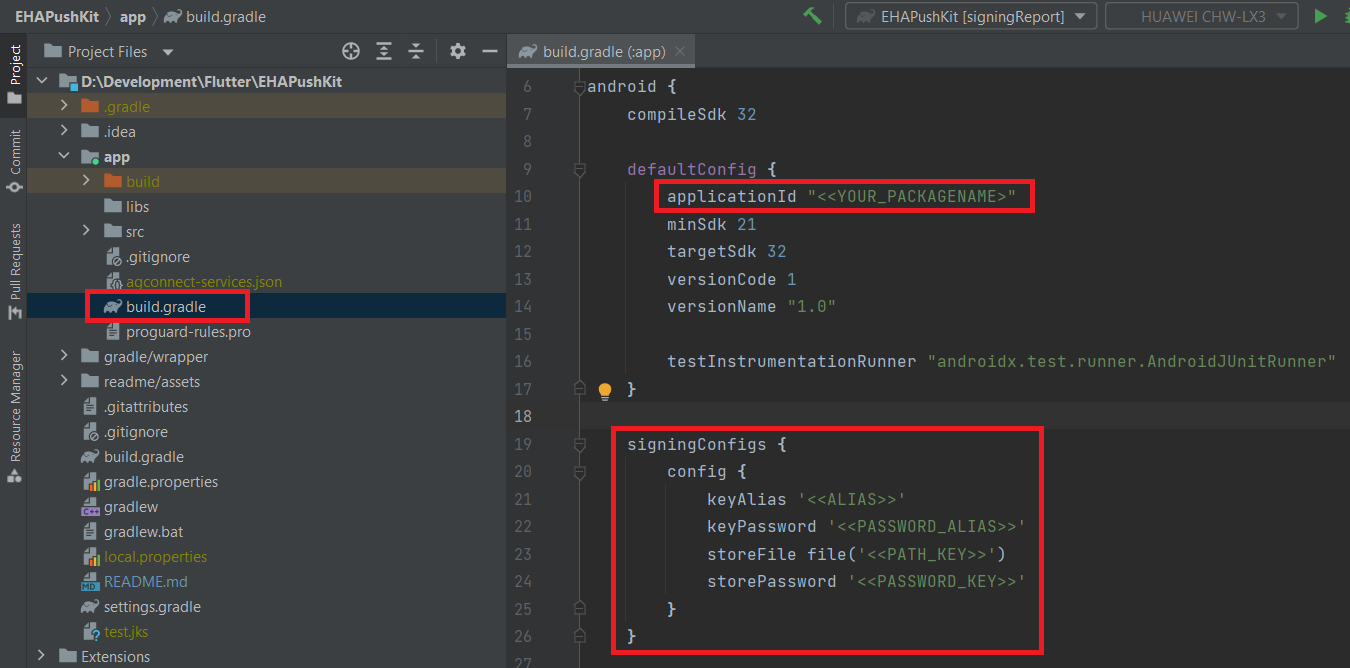 EHAPushKit app build.gradle
EHAPushKit [signingReport]
HUAWEI CHW-LX3
Project
Commit
Pull Requests
Resource Manager
Project Files
D:\Development\Flutter\EHAPushKit
.gradle
.idea
app
build
libs
src
.gitignore
agconnect-services.json
build.gradle
proguard-rules.pro
gradle/wrapper
readme/assets
.gitattributes
.gitignore
build.gradle
gradle.properties
gradlew
gradlew.bat
local.properties
README.md
settings.gradle
test.jks
Extensions
build.gradle (:app)
6 android {
7 compileSdk 32
8
9 defaultConfig {
10 applicationId "<<YOUR_PACKAGENAME>"
11 minSdk 21
12 targetSdk 32
13 versionCode 1
14 versionName "1.0"
15
16 testInstrumentationRunner "androidx.test.runner.AndroidJUnitRunner"
17 }
18
19 signingConfigs {
20 config {
21 keyAlias '<<ALIAS>>'
22 keyPassword '<<PASSWORD_ALIAS>>'
23 storeFile file('<<PATH_KEY>>')
24 storePassword '<<PASSWORD_KEY>>'
25 }
26 }
27